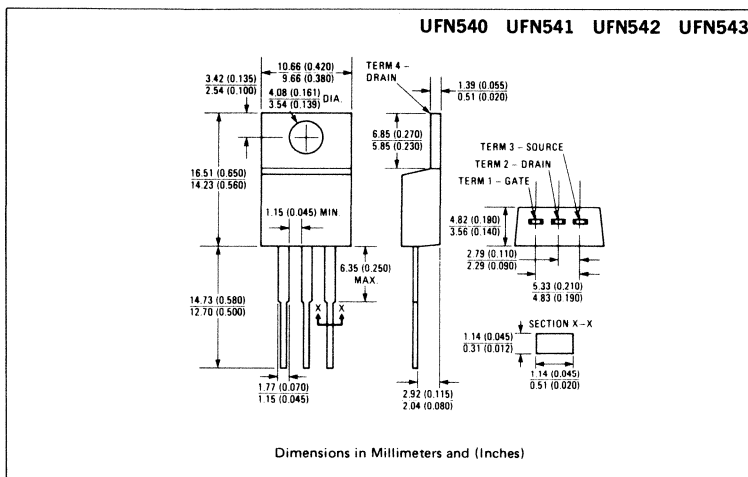 UFN540 UFN541 UFN542 UFN543
10.66 (0.420)
9.66 (0.380)
TERM 4 –
DRAIN
3.42 (0.135)
2.54 (0.100)
4.08 (0.161)
3.54 (0.139)
DIA.
1.39 (0.055)
0.51 (0.020)
6.85 (0.270)
5.85 (0.230)
TERM 3 – SOURCE
TERM 2 – DRAIN
TERM 1 – GATE
16.51 (0.650)
14.23 (0.560)
1.15 (0.045) MIN.
4.82 (0.190)
3.56 (0.140)
6.35 (0.250)
MAX.
2.79 (0.110)
2.29 (0.090)
5.33 (0.210)
4.83 (0.190)
14.73 (0.580)
12.70 (0.500)
X X
SECTION X–X
1.14 (0.045)
0.31 (0.012)
1.14 (0.045)
0.51 (0.020)
1.77 (0.070)
1.15 (0.045)
2.92 (0.115)
2.04 (0.080)
Dimensions in Millimeters and (Inches)